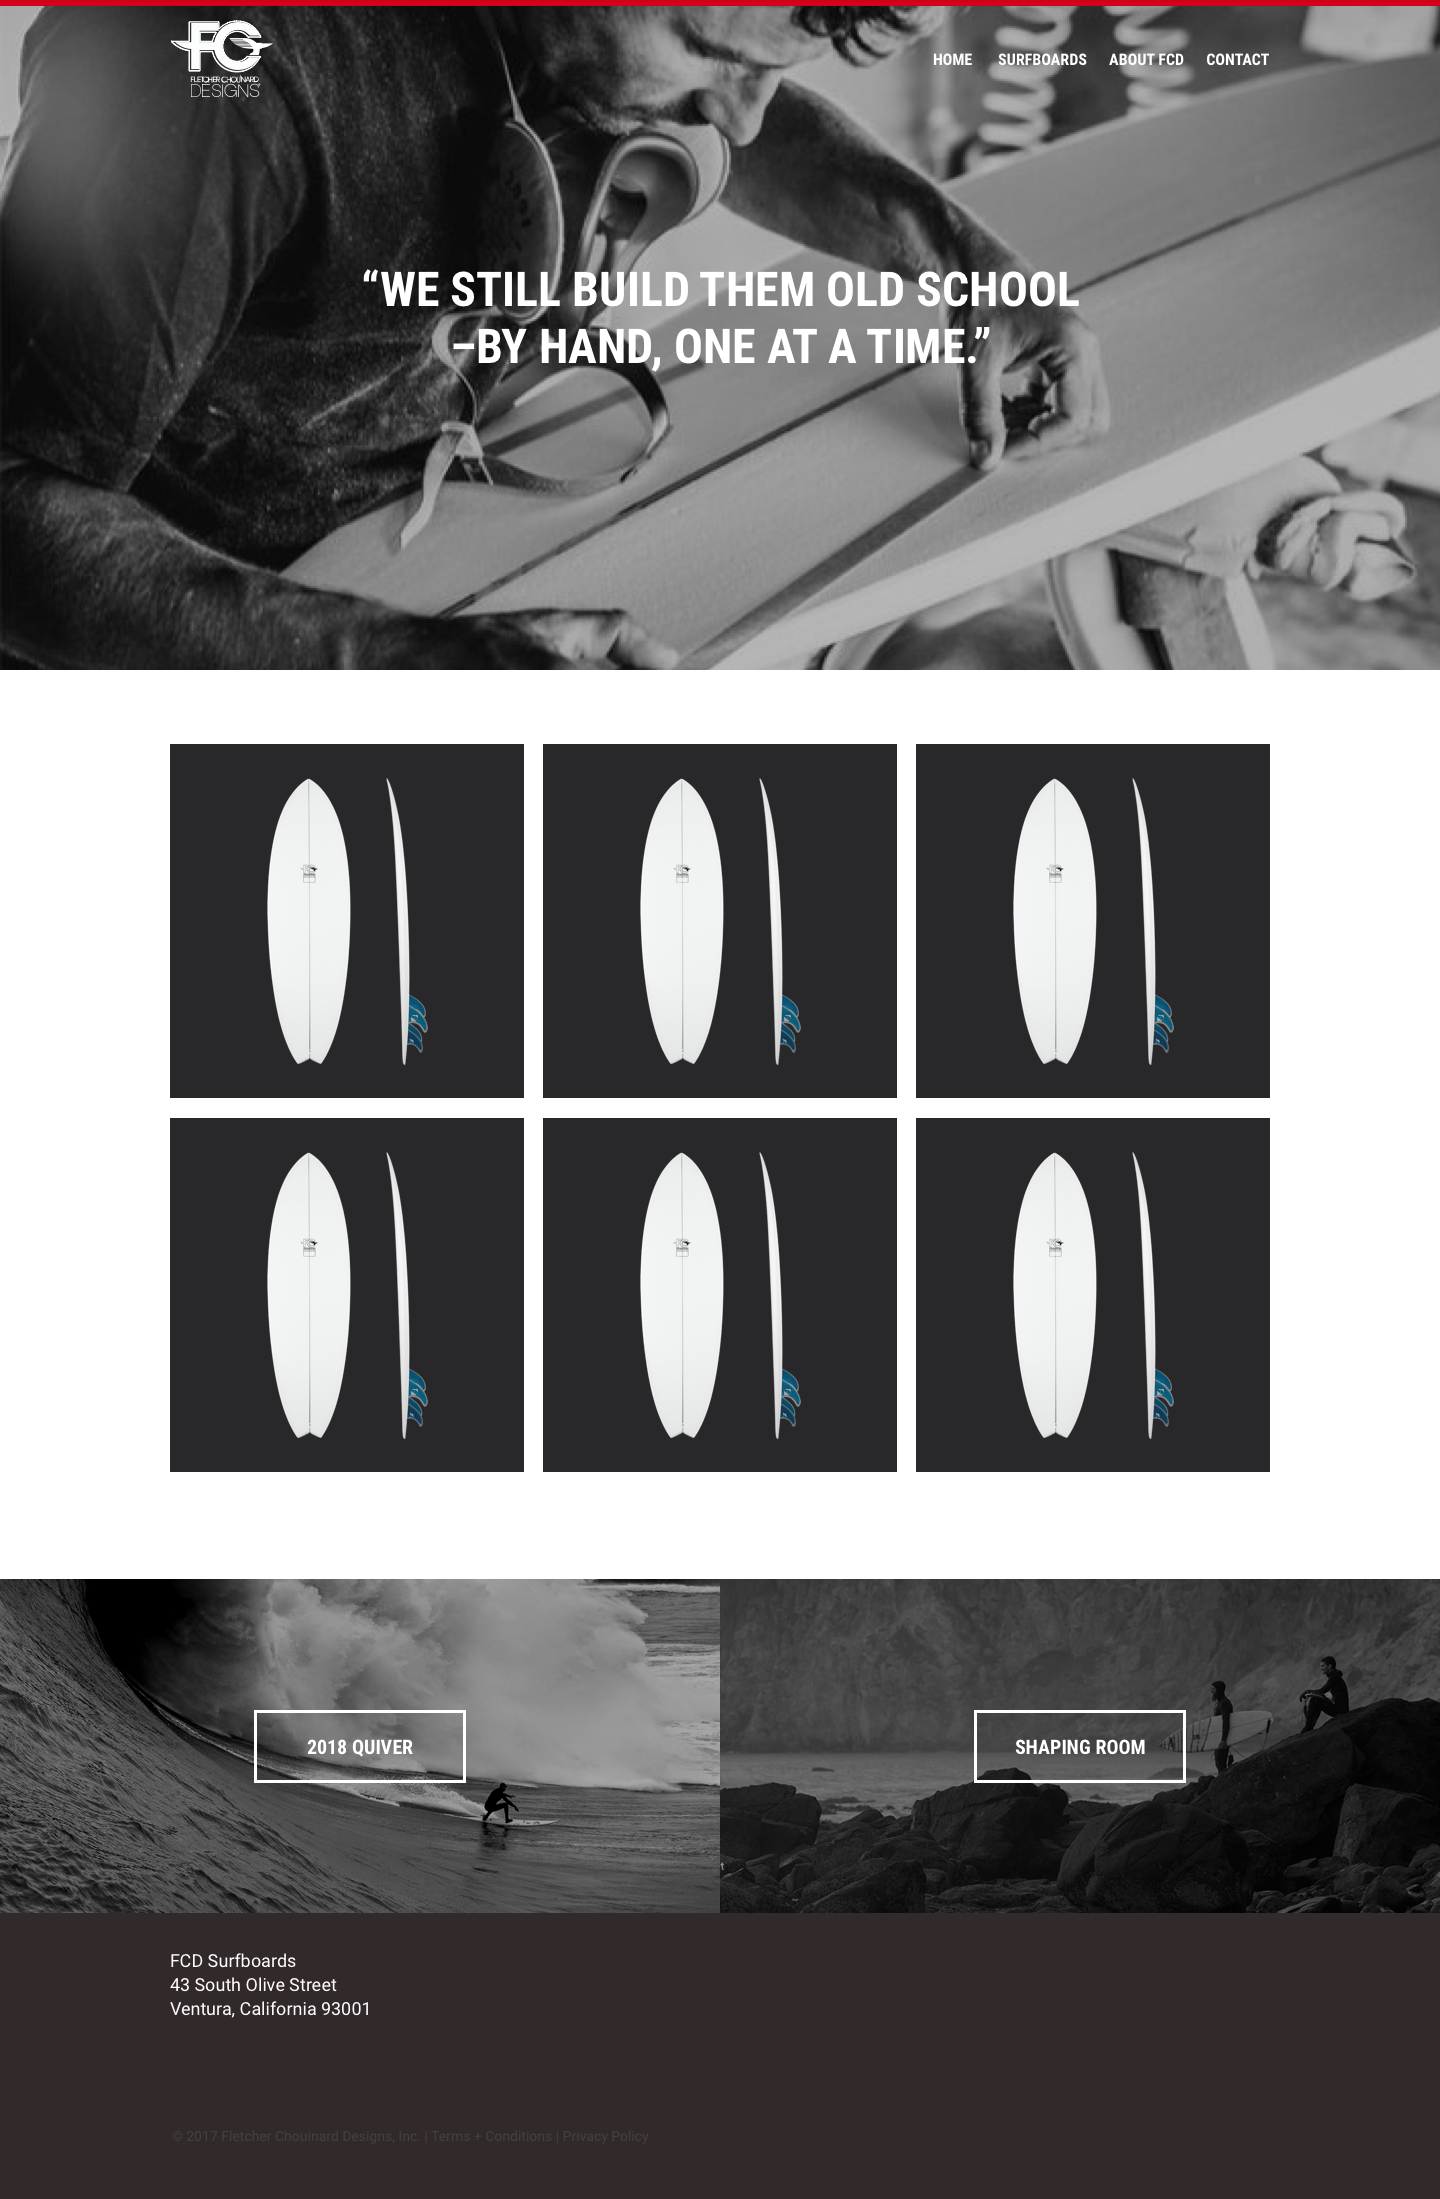 FC
FLETCHER CHOUINARD
DESIGNS
HOME SURFBOARDS ABOUT FCD CONTACT
“WE STILL BUILD THEM OLD SCHOOL
–BY HAND, ONE AT A TIME.”
2018 QUIVER
SHAPING ROOM
FCD Surfboards
43 South Olive Street
Ventura, California 93001
© 2017 Fletcher Chouinard Designs, Inc. | Terms + Conditions | Privacy Policy